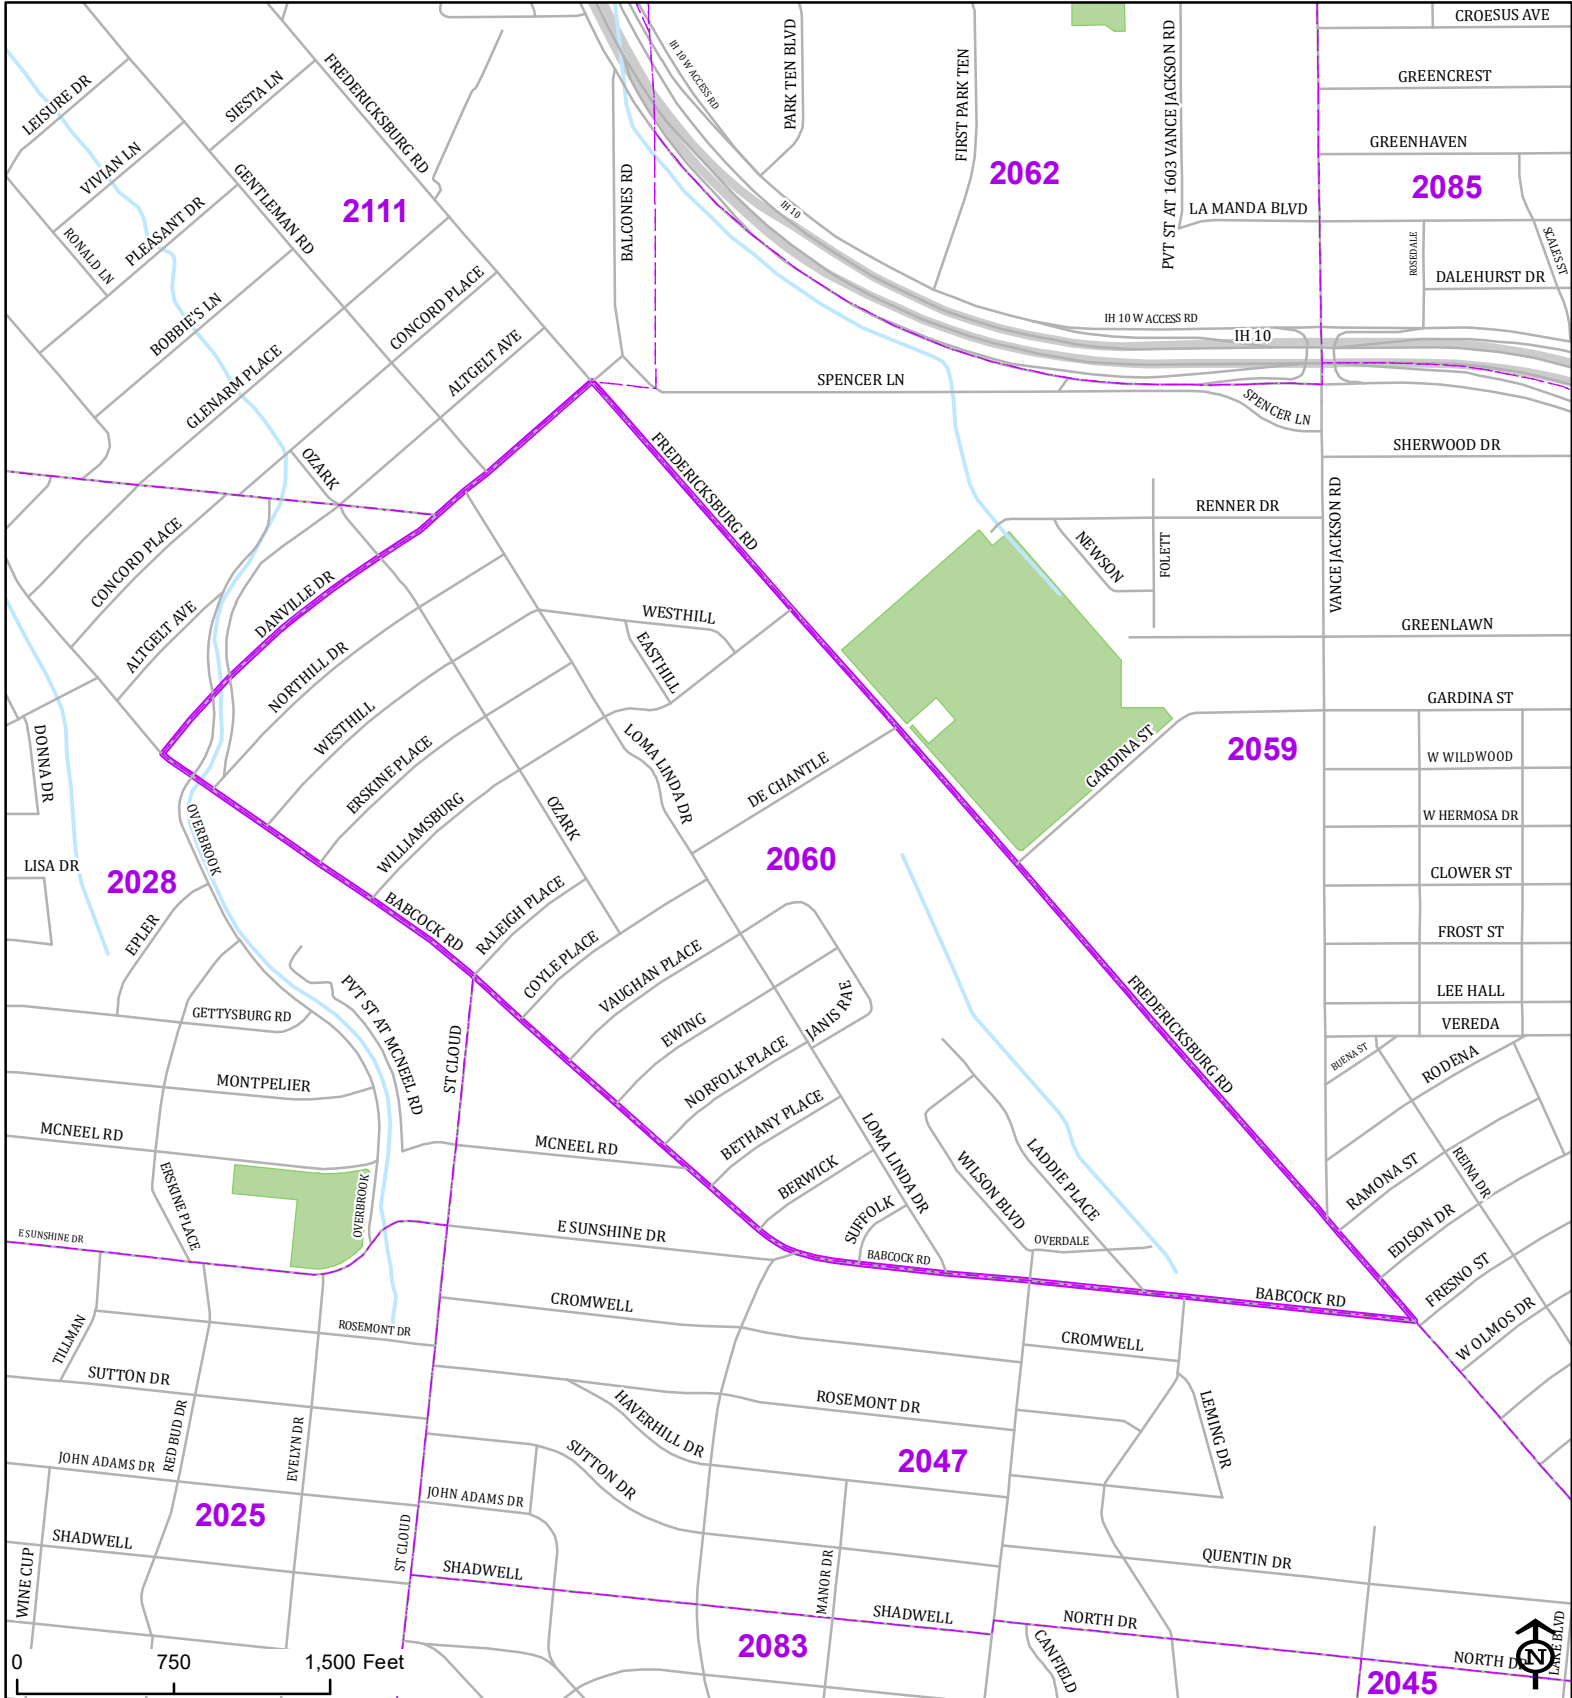 CROESUS AVE
GREENCREST
GREENHAVEN
2085
LA MANDA BLVD
ROSEDALE
SCALES ST
DALEHURST DR
PVT ST AT 1603 VANCE JACKSON RD
2062
FIRST PARK TEN
PARK TEN BLVD
IH 10 W ACCESS RD
IH 10
IH 10 W ACCESS RD
IH 10
BALCONES RD
FREDERICKSBURG RD
SIESTA LN
LEISURE DR
VIVIAN LN
GENTLEMAN RD
2111
PLEASANT DR
RONALD LN
BOBBIE'S LN
CONCORD PLACE
ALTGELT AVE
GLENARM PLACE
SPENCER LN
SPENCER LN
SHERWOOD DR
OZARK
FREDERICKSBURG RD
RENNER DR
NEWSON
FOLETT
VANCE JACKSON RD
CONCORD PLACE
ALTGELT AVE
DANVILLE DR
NORTHILL DR
WESTHILL
WESTHILL
EASTHILL
GREENLAWN
GARDINA ST
GARDINA ST
2059
W WILDWOOD
W HERMOSA DR
CLOWER ST
FROST ST
LEE HALL
VEREDA
DONNA DR
ERSKINE PLACE
WILLIAMSBURG
LOMA LINDA DR
DE CHANTLE
OZARK
2060
OVERBROOK
LISA DR
2028
EPLER
BABCOCK RD
RALEIGH PLACE
COYLE PLACE
VAUGHAN PLACE
EWING
JANIS RAE
NORFOLK PLACE
BETHANY PLACE
BERWICK
SUFFOLK
LOMA LINDA DR
WILSON BLVD
LADDIE PLACE
OVERDALE
FREDERICKSBURG RD
BUENA ST
RODENA
RAMONA ST
REINA DR
EDISON DR
FRESNO ST
W OLMOS DR
GETTYSBURG RD
PVT ST AT MCNEEL RD
ST CLOUD
MONTPELIER
MCNEEL RD
MCNEEL RD
ERSKINE PLACE
OVERBROOK
E SUNSHINE DR
E SUNSHINE DR
BABCOCK RD
BABCOCK RD
CROMWELL
CROMWELL
TILLMAN
ROSEMONT DR
SUTTON DR
RED BUD DR
EVELYN DR
HAVERHILL DR
ROSEMONT DR
LEMING DR
2047
SUTTON DR
JOHN ADAMS DR
JOHN ADAMS DR
2025
SHADWELL
ST CLOUD
SHADWELL
QUENTIN DR
WINE CUP
MANOR DR
SHADWELL
NORTH DR
2083
CANFIELD
NORTH DR
LAKE BLVD
2045
N
0 750 1,500 Feet